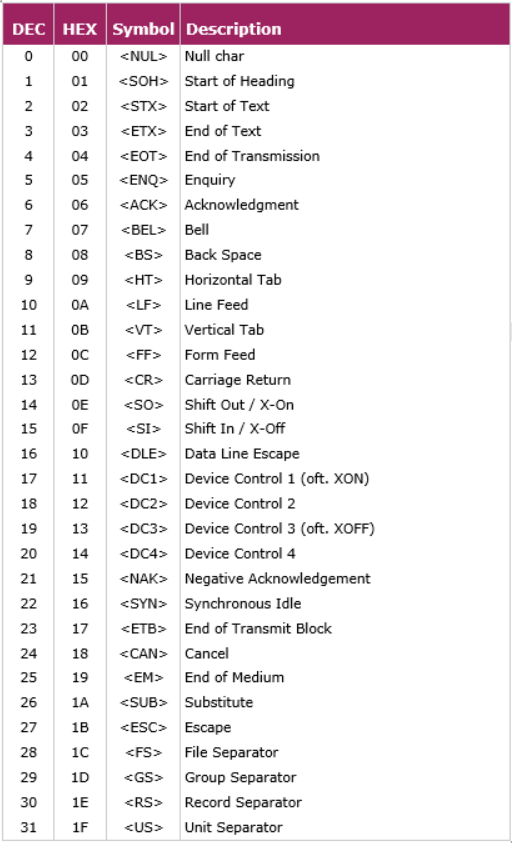 DEC HEX Symbol Description
0 00 <NUL> Null char
1 01 <SOH> Start of Heading
2 02 <STX> Start of Text
3 03 <ETX> End of Text
4 04 <EOT> End of Transmission
5 05 <ENQ> Enquiry
6 06 <ACK> Acknowledgment
7 07 <BEL> Bell
8 08 <BS> Back Space
9 09 <HT> Horizontal Tab
10 0A <LF> Line Feed
11 0B <VT> Vertical Tab
12 0C <FF> Form Feed
13 0D <CR> Carriage Return
14 0E <SO> Shift Out / X-On
15 0F <SI> Shift In / X-Off
16 10 <DLE> Data Line Escape
17 11 <DC1> Device Control 1 (oft. XON)
18 12 <DC2> Device Control 2
19 13 <DC3> Device Control 3 (oft. XOFF)
20 14 <DC4> Device Control 4
21 15 <NAK> Negative Acknowledgement
22 16 <SYN> Synchronous Idle
23 17 <ETB> End of Transmit Block
24 18 <CAN> Cancel
25 19 <EM> End of Medium
26 1A <SUB> Substitute
27 1B <ESC> Escape
28 1C <FS> File Separator
29 1D <GS> Group Separator
30 1E <RS> Record Separator
31 1F <US> Unit Separator